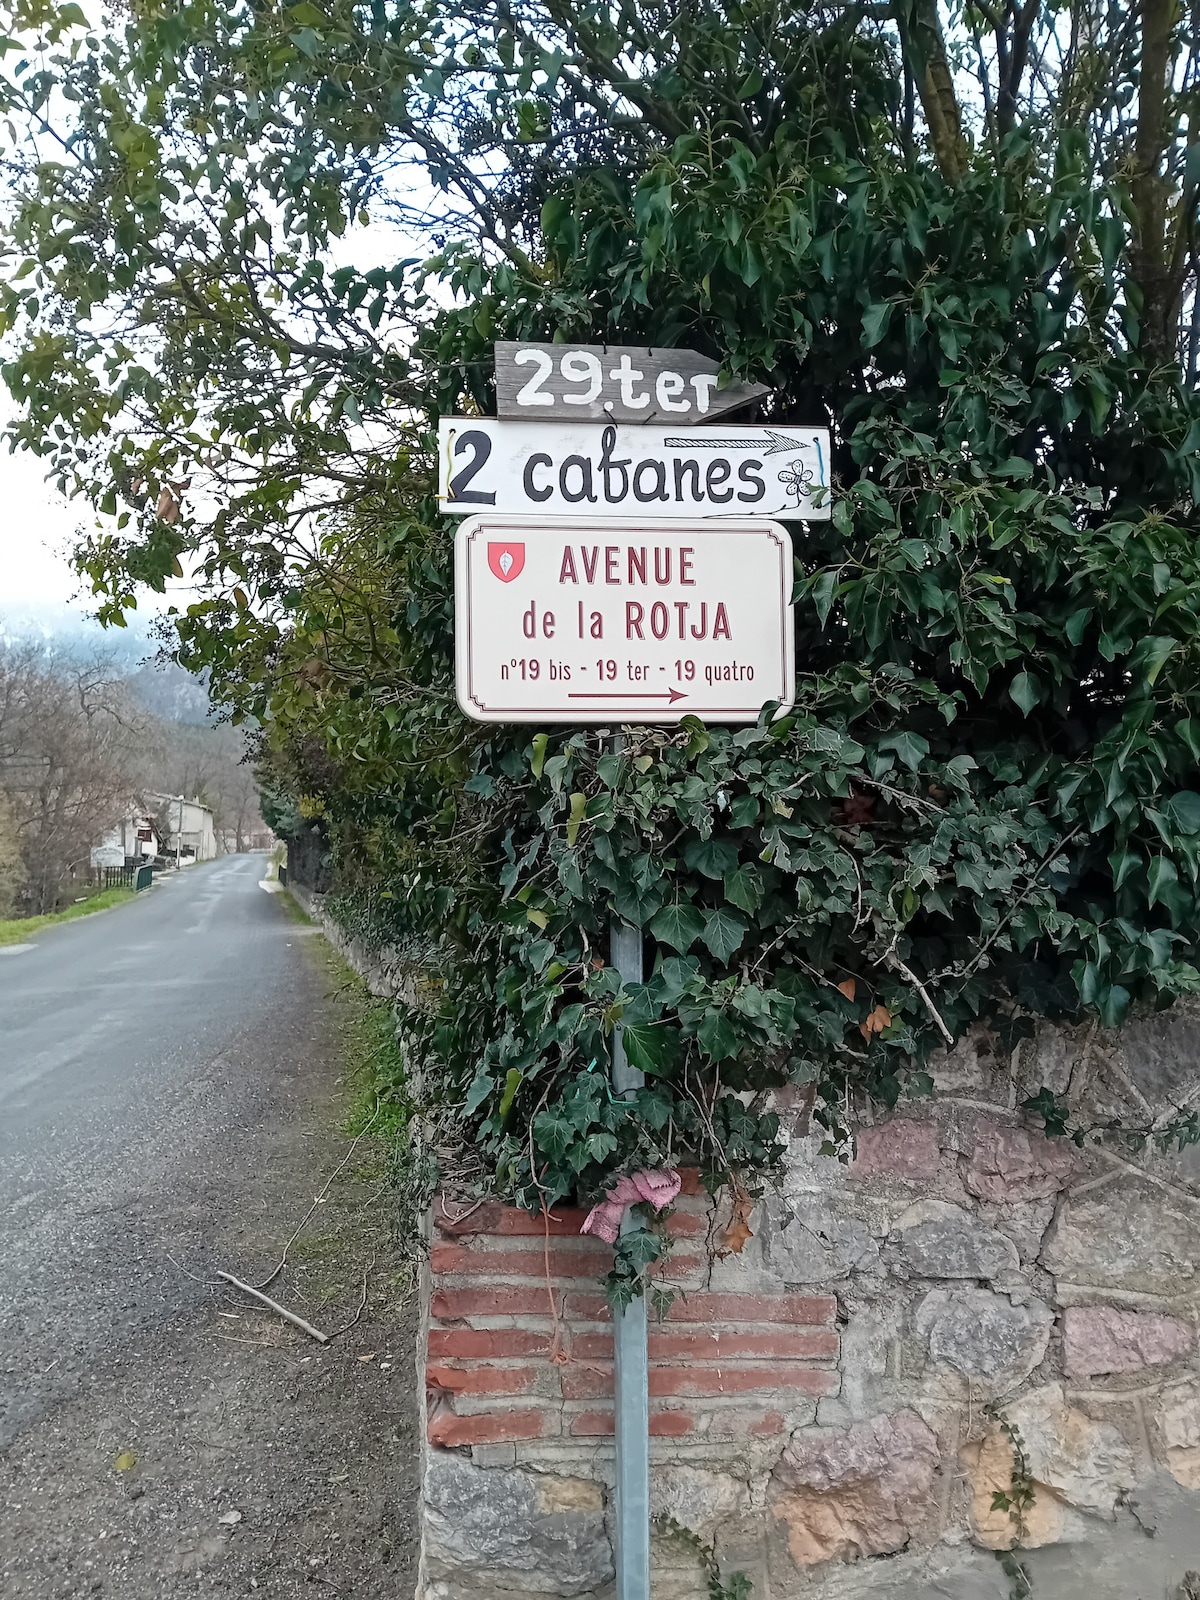 29 ter
2 cabanes
AVENUE
de la ROTJA
n°19 bis - 19 ter - 19 quatro